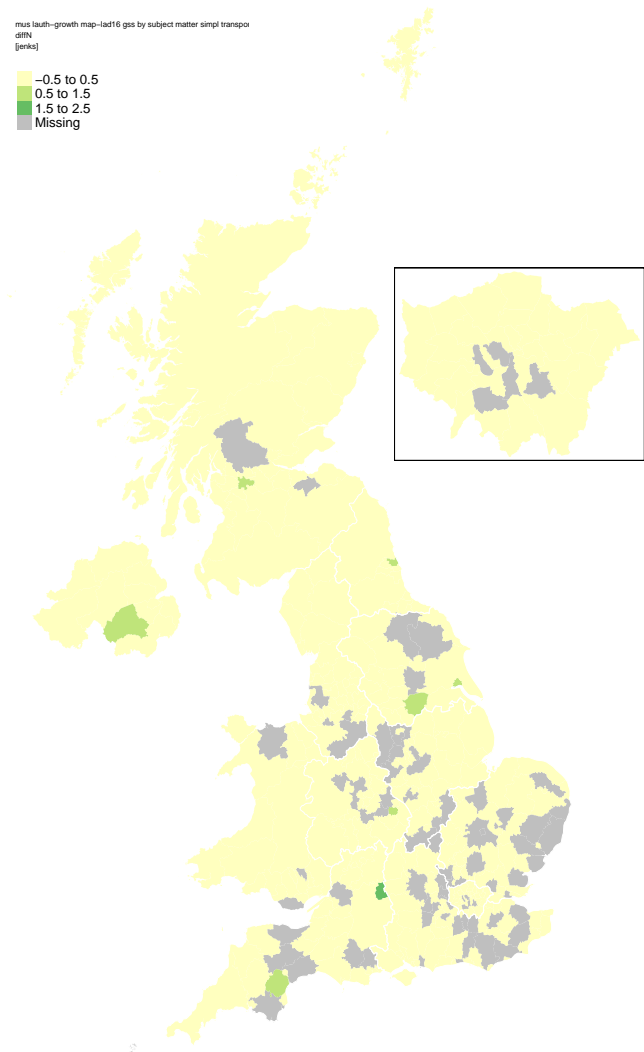 mus lauth−growth map−lad16 gss by subject matter simpl transpor
diffN
[jenks]
−0.5 to 0.5
0.5 to 1.5
1.5 to 2.5
Missing